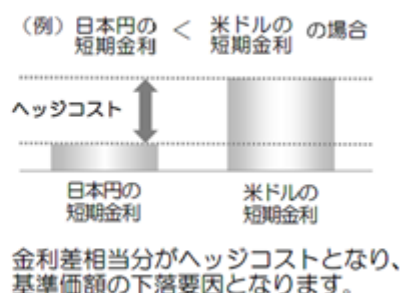 （例）日本円の短期金利 ＜ 米ドルの短期金利 の場合
ヘッジコスト
日本円の
短期金利
米ドルの
短期金利
金利差相当分がヘッジコストとなり、
基準価額の下落要因となります。